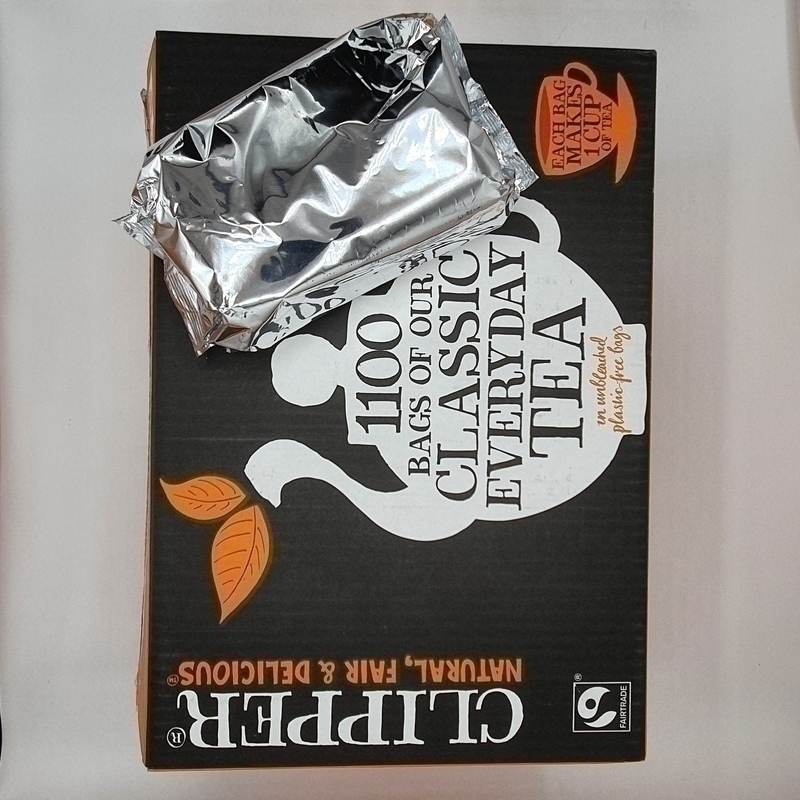 CLIPPER®
NATURAL, FAIR & DELICIOUS™
1100
BAGS OF OUR
CLASSIC
EVERYDAY
TEA
in unbleached
plastic-free bags
EACH BAG
MAKES
1 CUP
OF TEA
®
FAIRTRADE